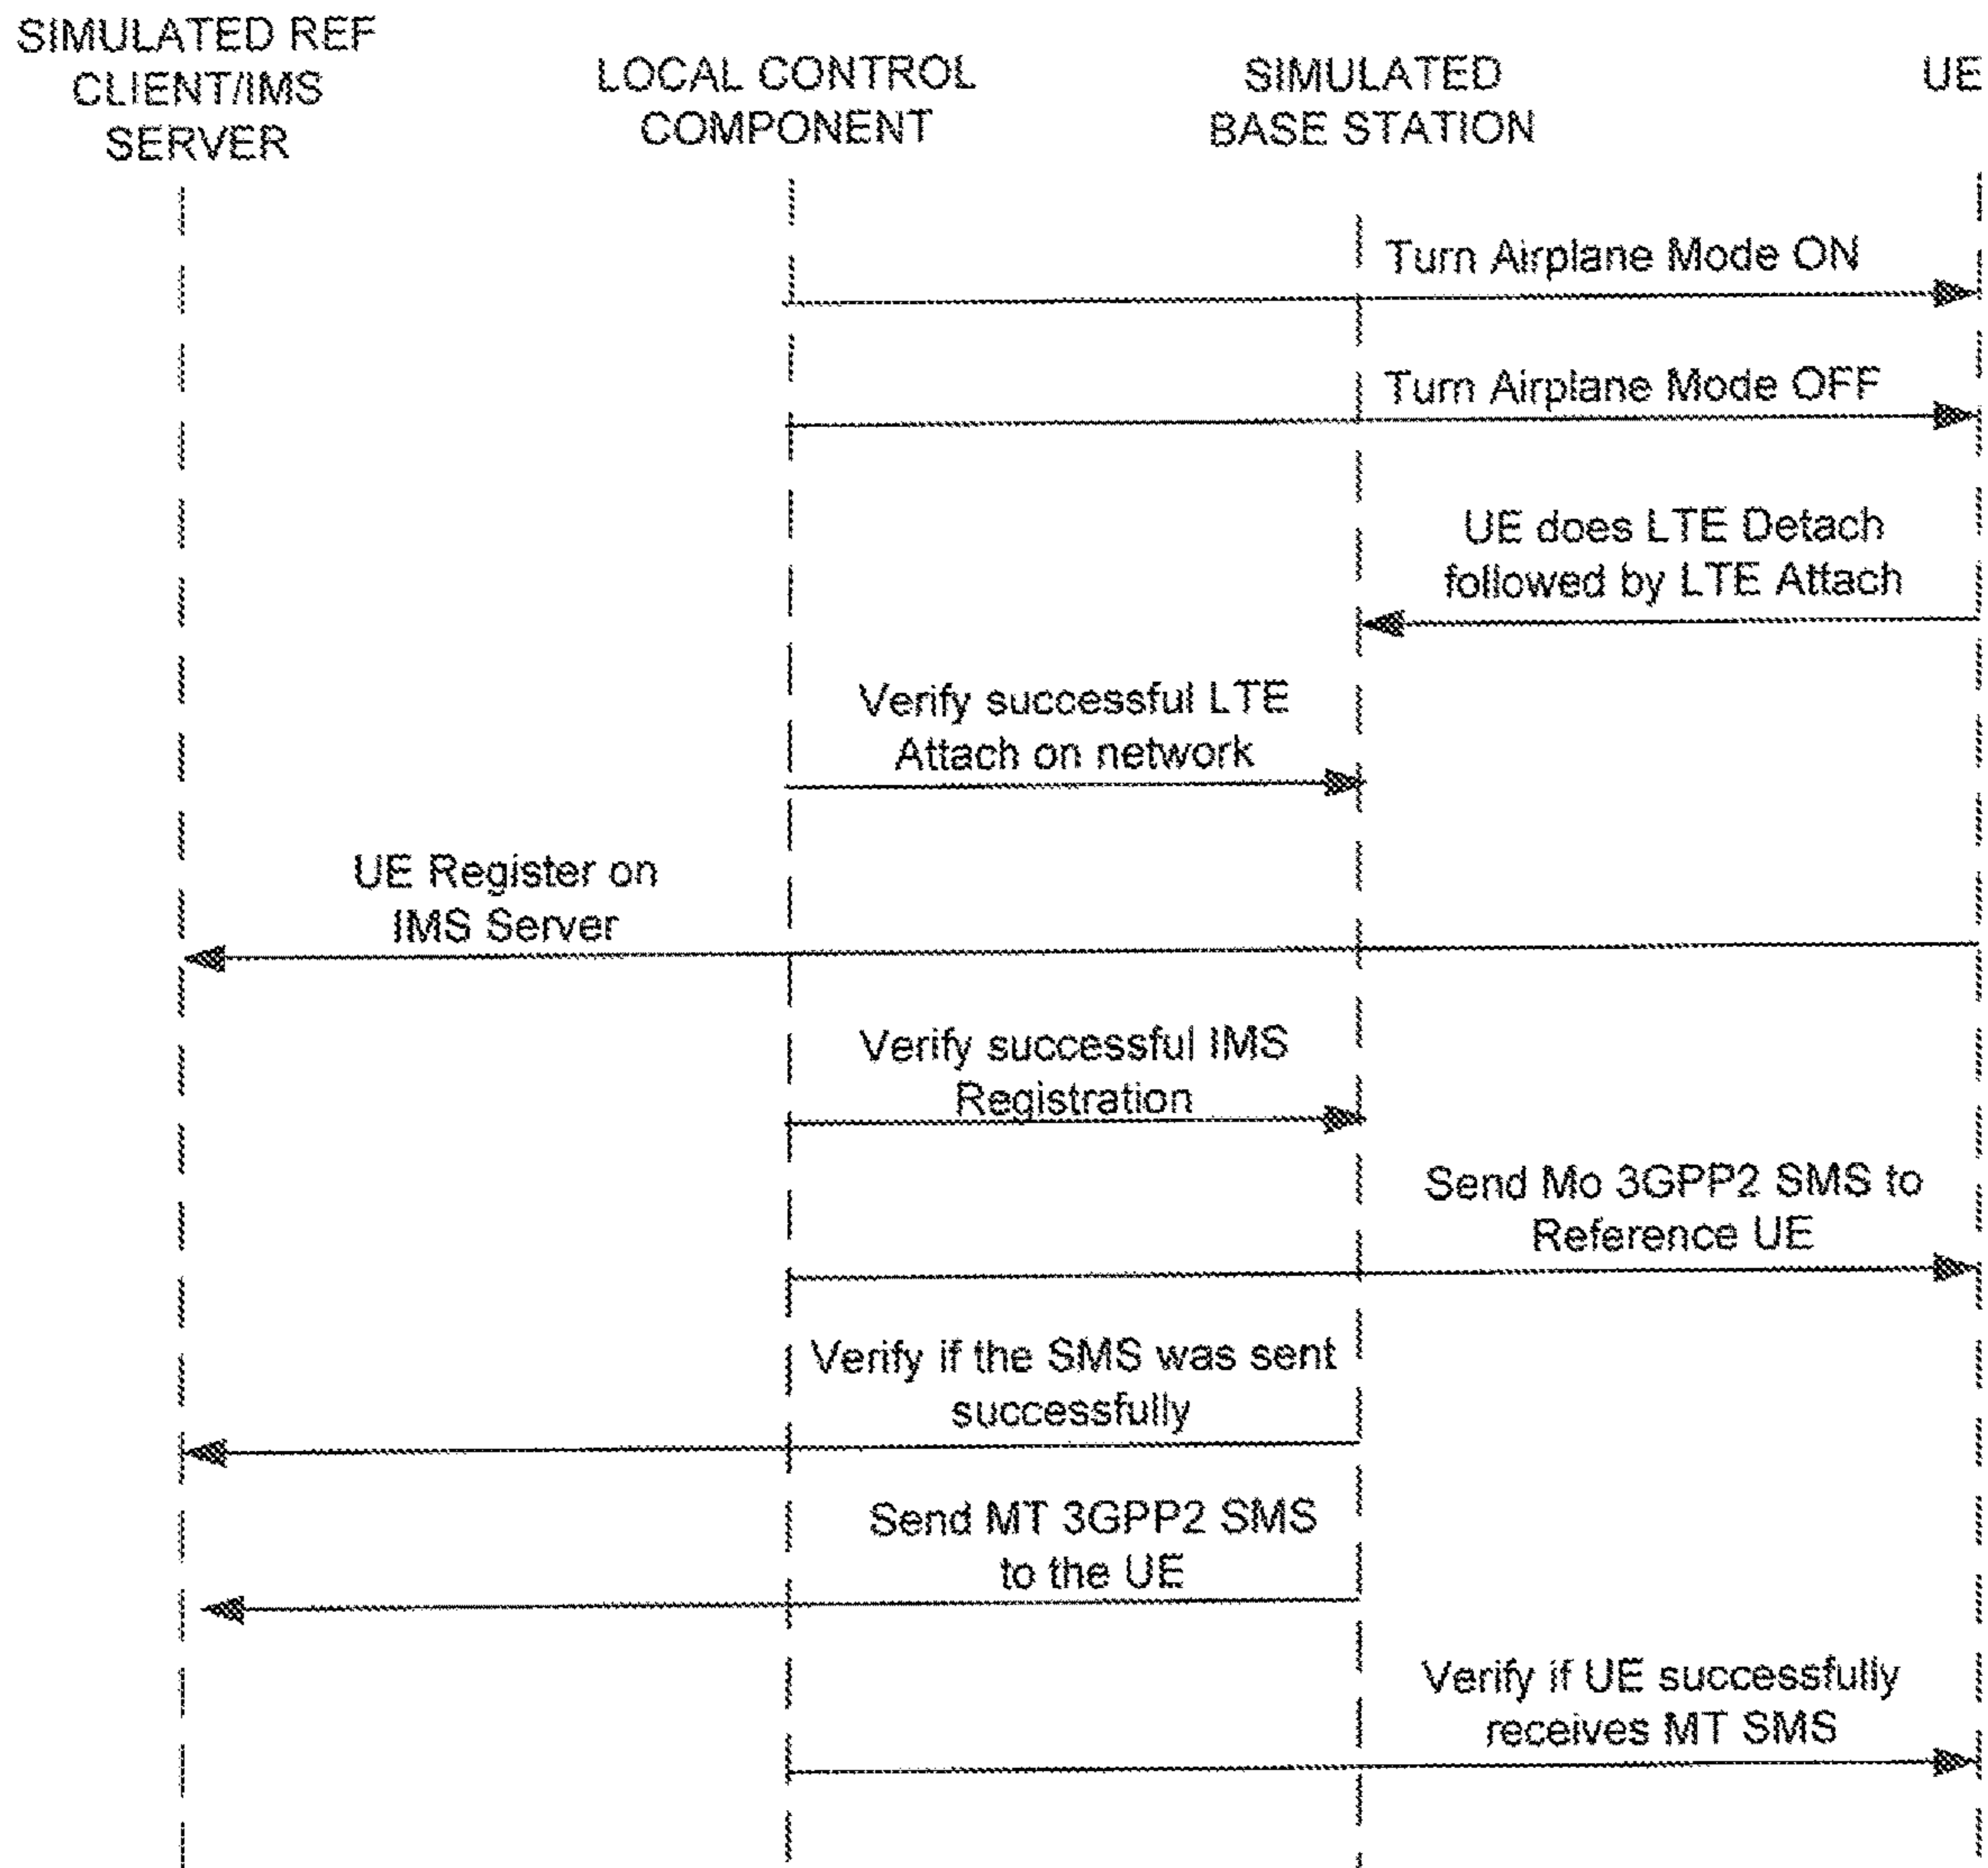 SIMULATED REF
CLIENT/IMS
SERVER
LOCAL CONTROL
COMPONENT
SIMULATED
BASE STATION
UE
Turn Airplane Mode ON
Turn Airplane Mode OFF
UE does LTE Detach
followed by LTE Attach
Verify successful LTE
Attach on network
UE Register on
IMS Server
Verify successful IMS
Registration
Send Mo 3GPP2 SMS to
Reference UE
Verify if the SMS was sent
successfully
Send MT 3GPP2 SMS
to the UE
Verify if UE successfully
receives MT SMS